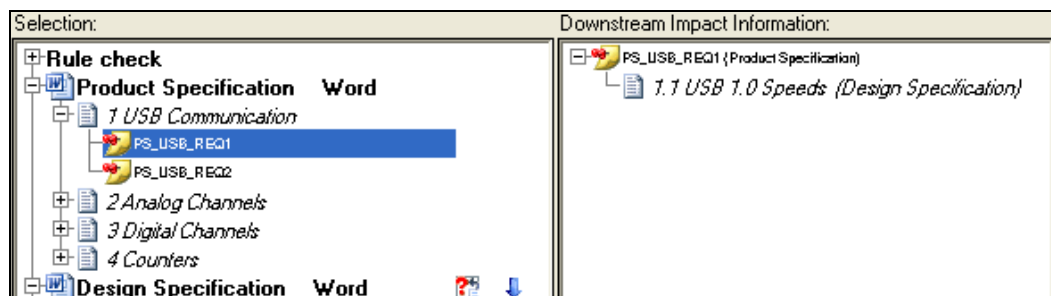 Selection:
Rule check
Product Specification Word
1 USB Communication
PS_USB_REQ1
PS_USB_REQ2
2 Analog Channels
3 Digital Channels
4 Counters
Design Specification Word
Downstream Impact Information:
PS_USB_REQ1 (Product Specification)
1.1 USB 1.0 Speeds (Design Specification)